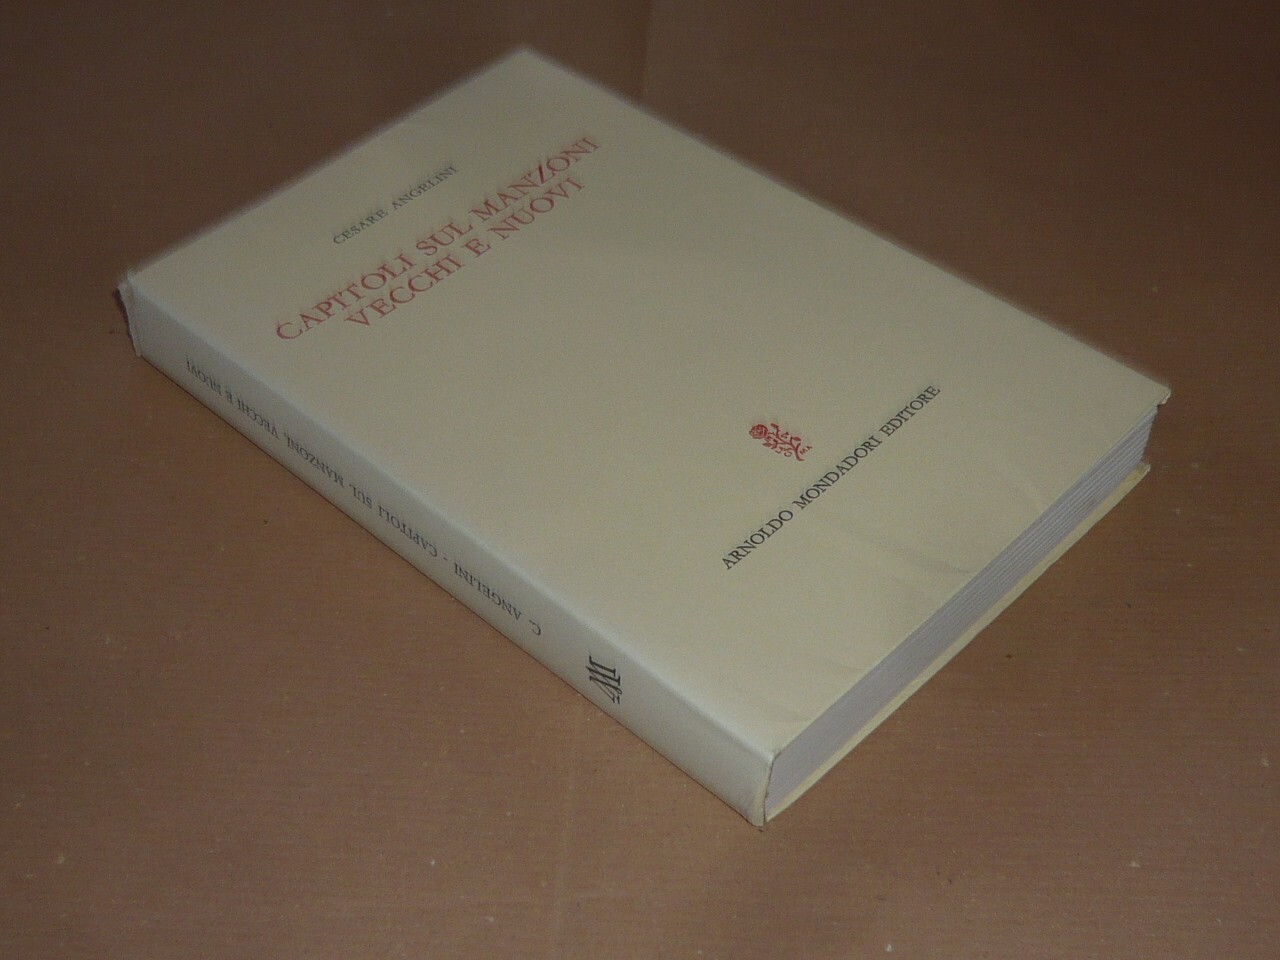 CESARE ANGELINI
CAPITOLI SUL MANZONI
VECCHI E NUOVI
ARNOLDO MONDADORI EDITORE
C. ANGELINI - CAPITOLI SUL MANZONI, VECCHI E NUOVI